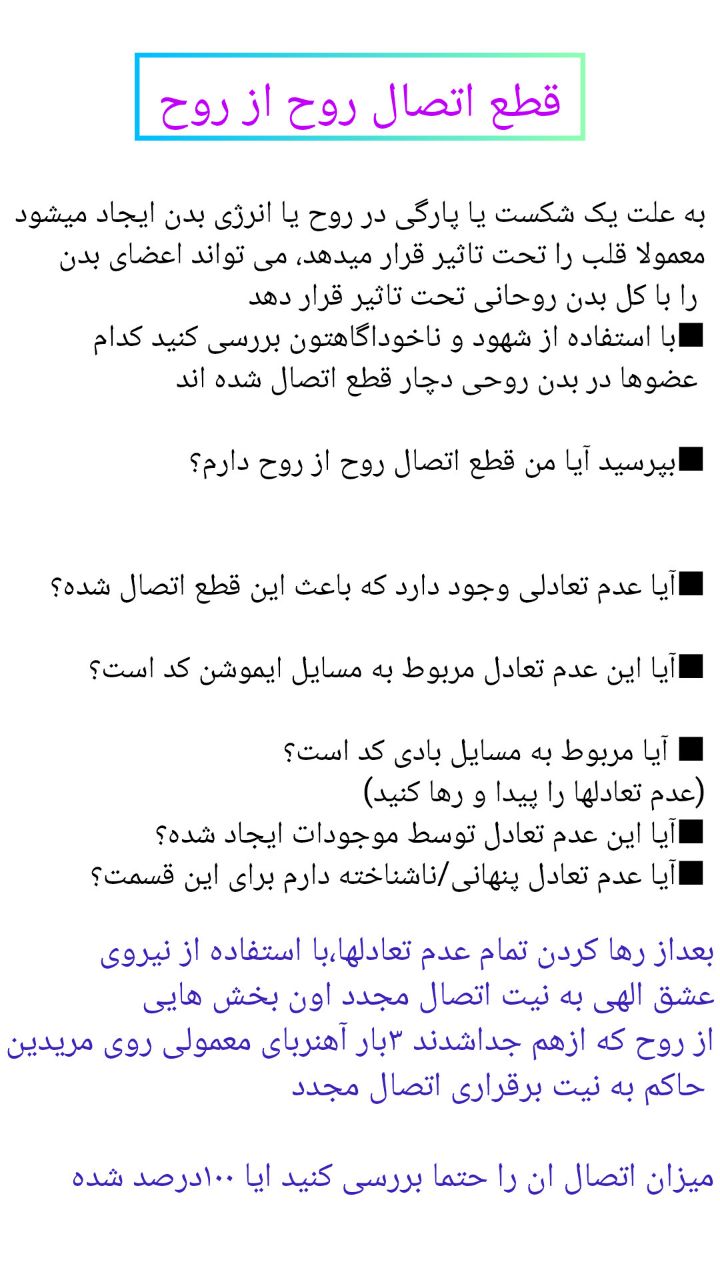 قطع اتصال روح از روح
به علت یک شکست یا پارگی در روح یا انرژی بدن ایجاد میشود
معمولا قلب را تحت تاثیر قرار میدهد، می تواند اعضای بدن
را با کل بدن روحانی تحت تاثیر قرار دهد
■با استفاده از شهود و ناخوداگاهتون بررسی کنید کدام
عضوها در بدن روحی دچار قطع اتصال شده اند
■بپرسید آیا من قطع اتصال روح از روح دارم؟
■آیا عدم تعادلی وجود دارد که باعث این قطع اتصال شده؟
■آیا این عدم تعادل مربوط به مسایل ایموشن کد است؟
■ آیا مربوط به مسایل بادی کد است؟
(عدم تعادلها را پیدا و رها کنید)
■آیا این عدم تعادل توسط موجودات ایجاد شده؟
■آیا عدم تعادل پنهانی/ناشناخته دارم برای این قسمت؟
بعداز رها کردن تمام عدم تعادلها،با استفاده از نیروی
عشق الهی به نیت اتصال مجدد اون بخش هایی
از روح که ازهم جداشدند ۳بار آهنربای معمولی روی مریدین
حاکم به نیت برقراری اتصال مجدد
میزان اتصال ان را حتما بررسی کنید ایا ۱۰۰درصد شده